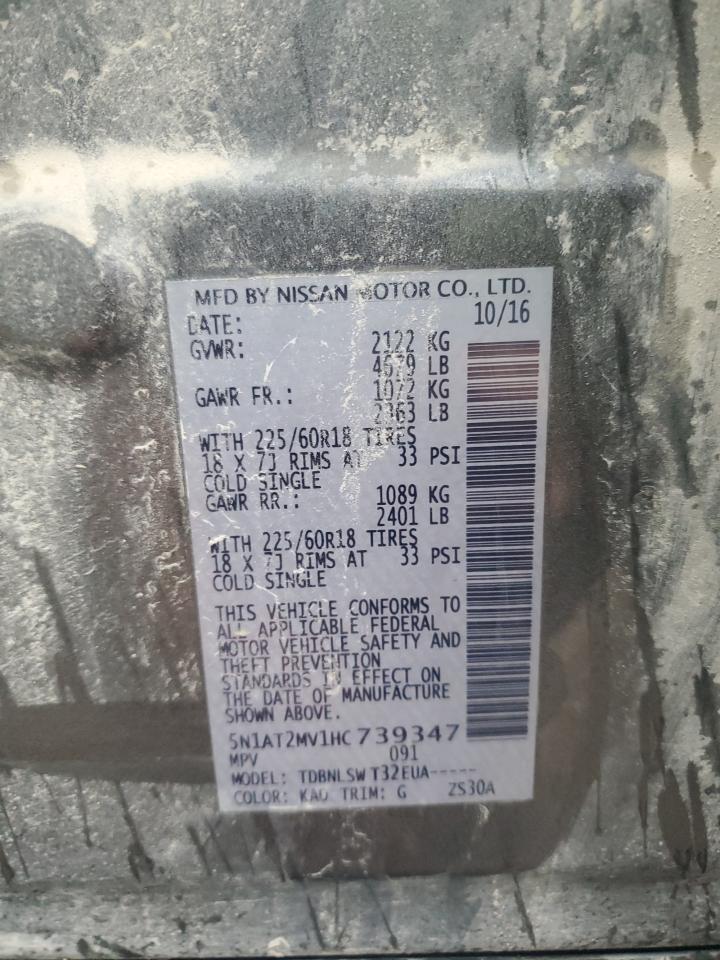 MFD BY NISSAN MOTOR CO., LTD.
DATE: 10/16
GVWR: 2122 KG
4679 LB
GAWR FR.: 1072 KG
2363 LB
WITH 225/60R18 TIRES
18 X 7J RIMS AT 33 PSI
COLD SINGLE
GAWR RR.: 1089 KG
2401 LB
WITH 225/60R18 TIRES
18 X 7J RIMS AT 33 PSI
COLD SINGLE
THIS VEHICLE CONFORMS TO
ALL APPLICABLE FEDERAL
MOTOR VEHICLE SAFETY AND
THEFT PREVENTION
STANDARDS IN EFFECT ON
THE DATE OF MANUFACTURE
SHOWN ABOVE.
5N1AT2MV1HC739347
MPV 091
MODEL: TDBNLSW T32EUA-----
COLOR: KAD TRIM: G ZS30A